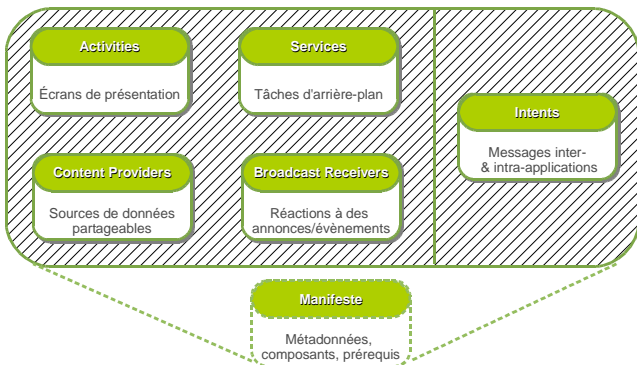 Activities
Écrans de présentation
Services
Tâches d'arrière-plan
Intents
Messages inter-
& intra-applications
Content Providers
Sources de données
partageables
Broadcast Receivers
Réactions à des
annonces/évènements
Manifeste
Métadonnées,
composants, prérequis